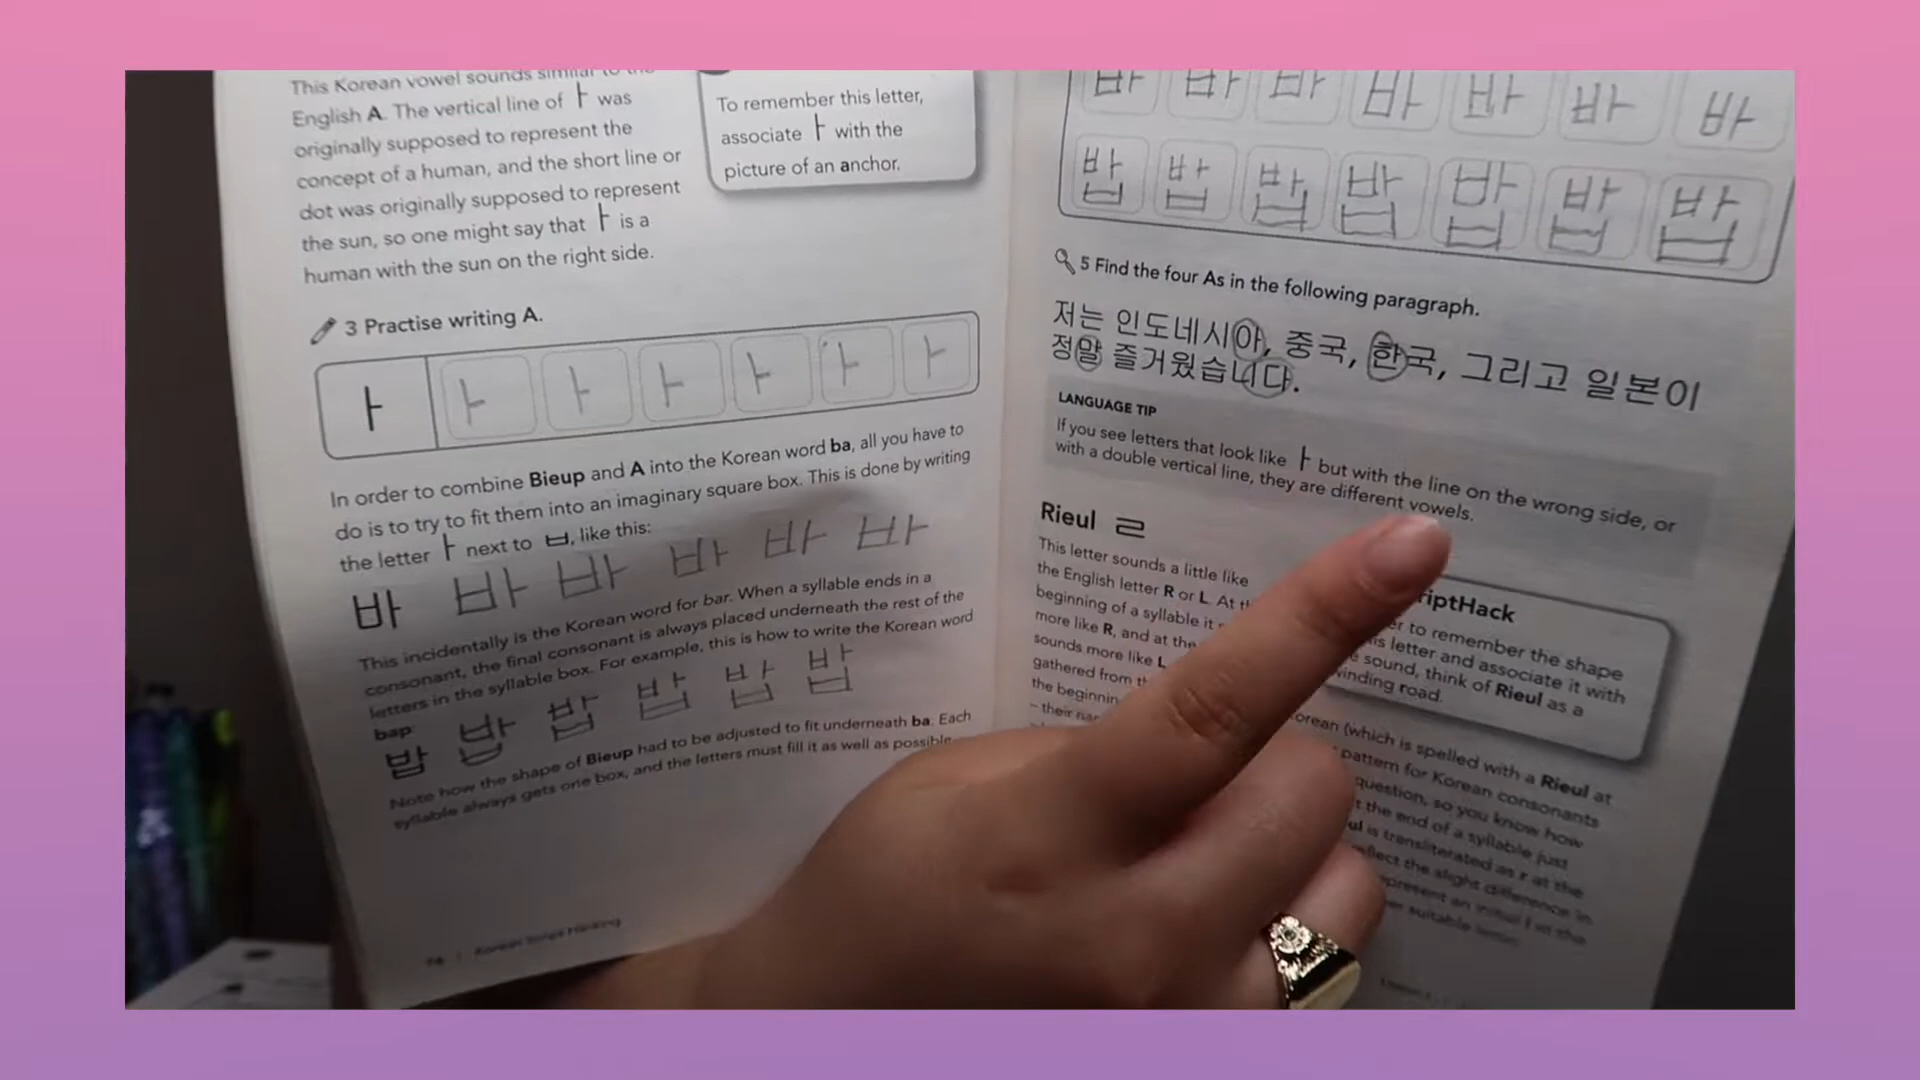 This Korean vowel sounds similar to the
English A. The vertical line of ㅏ was
originally supposed to represent the
concept of a human, and the short line or
dot was originally supposed to represent
the sun, so one might say that ㅏ is a
human with the sun on the right side.
To remember this letter,
associate ㅏ with the
picture of an anchor.
3 Practise writing A.
ㅏ ㅏ ㅏ ㅏ ㅏ ㅏ ㅏ
In order to combine Bieup and A into the Korean word ba, all you have to
do is to try to fit them into an imaginary square box. This is done by writing
the letter ㅏ next to ㅂ, like this:
바 바 바 바 바 바
This incidentally is the Korean word for bar. When a syllable ends in a
consonant, the final consonant is always placed underneath the rest of the
letters in the syllable box. For example, this is how to write the Korean word
bap:
밥 밥 밥 밥 밥 밥
Note how the shape of Bieup had to be adjusted to fit underneath ba. Each
syllable always gets one box, and the letters must fill it as well as possible
Korean Script Hacking
바 바 바 바 바 바 바
밥 밥 밥 밥 밥 밥 밥
5 Find the four As in the following paragraph.
저는 인도네시아, 중국, 한국, 그리고 일본이
정말 즐거웠습니다.
LANGUAGE TIP
If you see letters that look like ㅏ but with the line on the wrong side, or
with a double vertical line, they are different vowels.
Rieul ㄹ
This letter sounds a little like
the English letter R or L. At
beginning of a syllable it
more like R, and at the
sounds more like L
gathered from
the
– their
iptHack
to remember the shape
letter and associate it with
sound, think of Rieul as a
winding road.
Korean (which is spelled with a Rieul at
pattern for Korean consonants
question, so you know how
the end of a syllable just
is transliterated as r at the
reflect the slight difference in
represent an initial l in the
suitable letter.